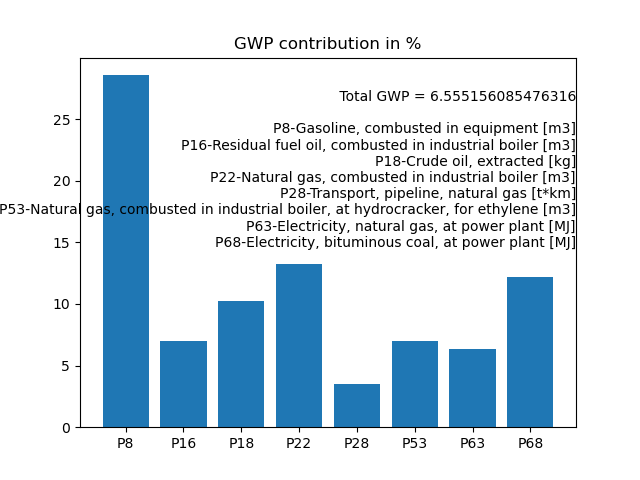 GWP contribution in %
Total GWP = 6.555156085476316
P8-Gasoline, combusted in equipment [m3]
P16-Residual fuel oil, combusted in industrial boiler [m3]
P18-Crude oil, extracted [kg]
P22-Natural gas, combusted in industrial boiler [m3]
P28-Transport, pipeline, natural gas [t*km]
P53-Natural gas, combusted in industrial boiler, at hydrocracker, for ethylene [m3]
P63-Electricity, natural gas, at power plant [MJ]
P68-Electricity, bituminous coal, at power plant [MJ]
25
20
15
10
5
0
P8 P16 P18 P22 P28 P53 P63 P68